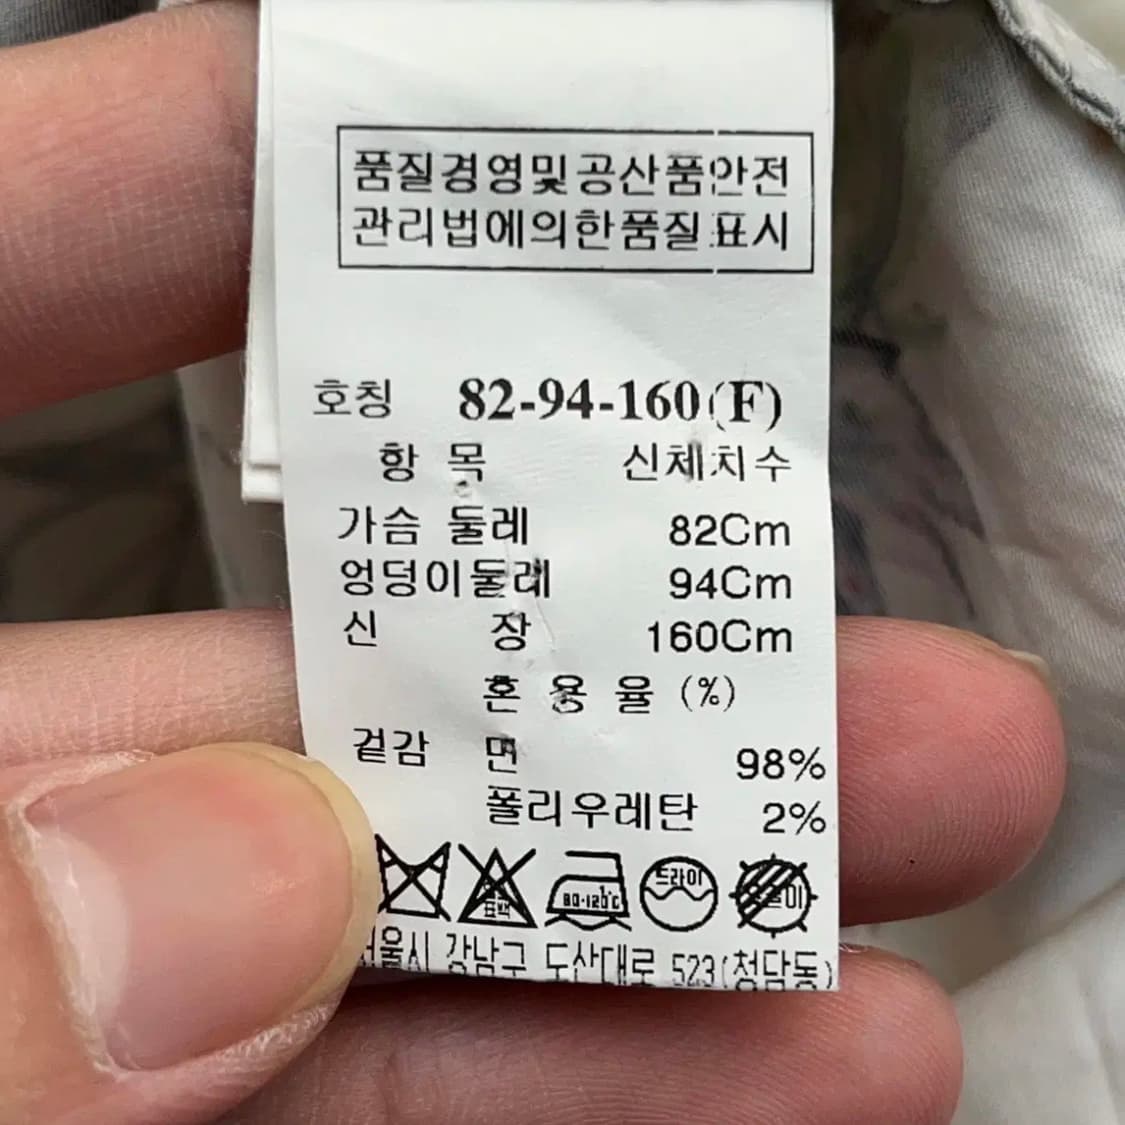 품질경영및공산품안전
관리법에의한품질표시
호칭 82-94-160(F)
항 목 신체치수
가슴 둘레 82Cm
엉덩이둘레 94Cm
신 장 160Cm
혼 용 율 (%)
겉감 면 98%
폴리우레탄 2%
표백 80-120℃ 드라이
서울시 강남구 도산대로 523(청담동)